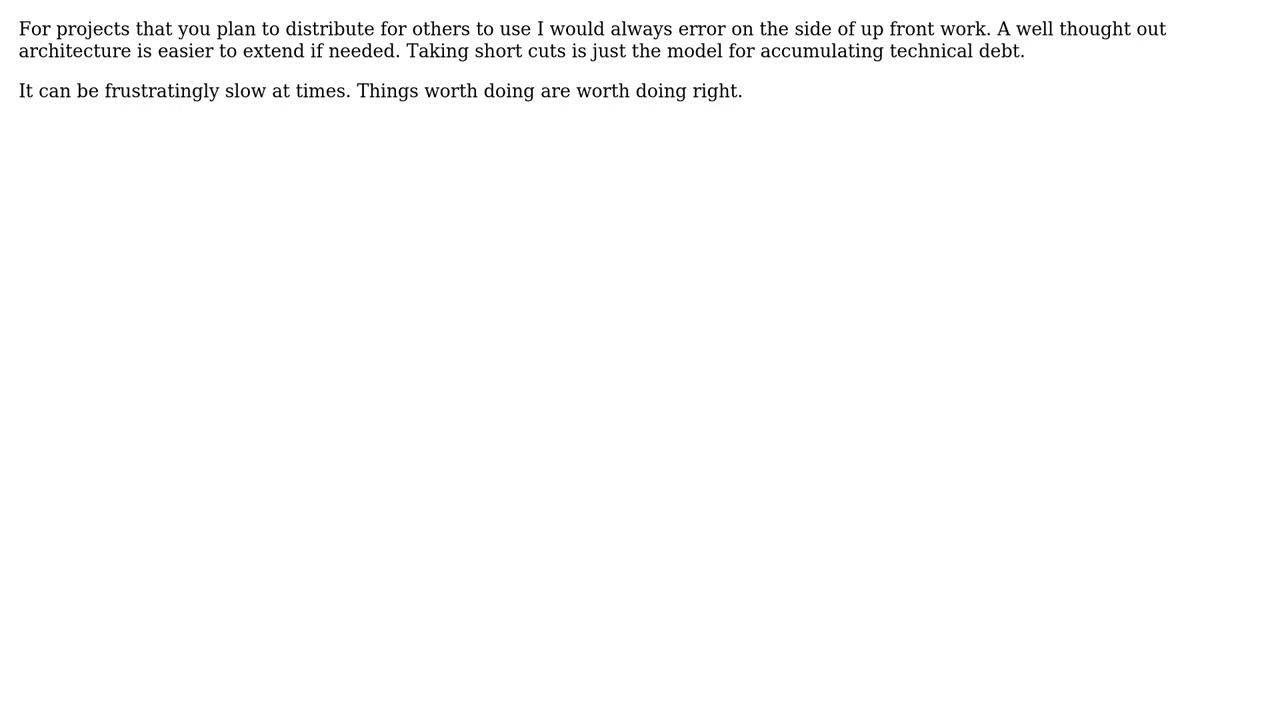 For projects that you plan to distribute for others to use I would always error on the side of up front work. A well thought out
architecture is easier to extend if needed. Taking short cuts is just the model for accumulating technical debt.
It can be frustratingly slow at times. Things worth doing are worth doing right.